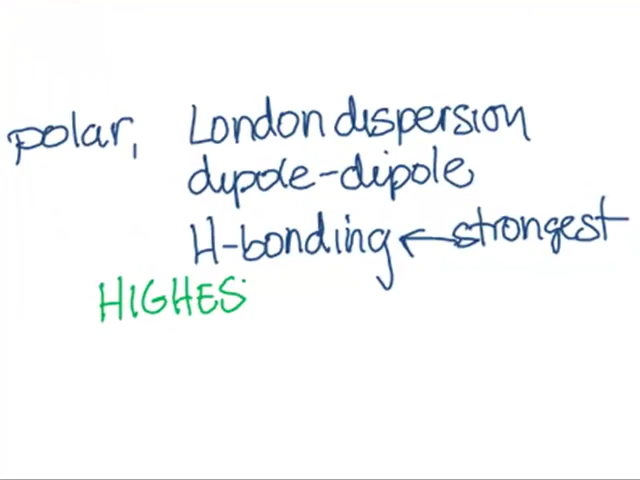 polar, London dispersion
dipole-dipole
H-bonding ← strongest
HIGHES